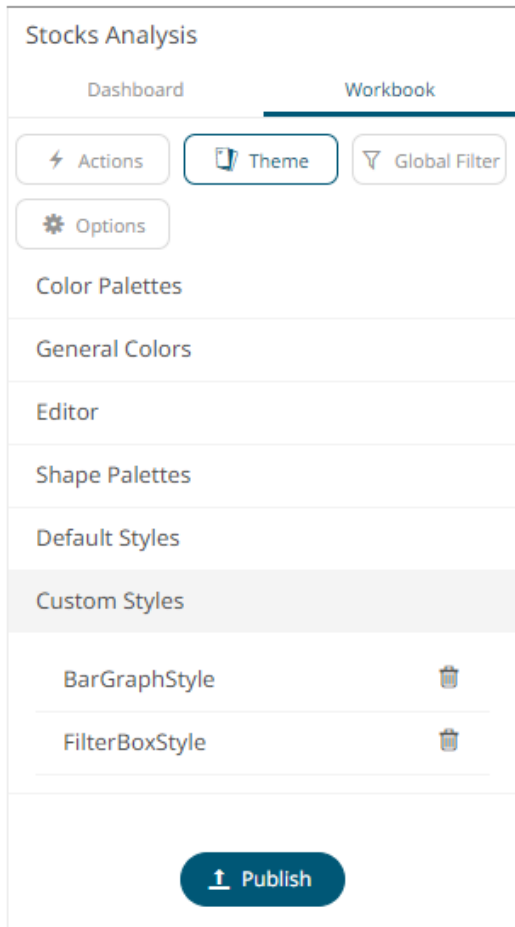 Stocks Analysis
Dashboard Workbook
Actions Theme Global Filter
Options
Color Palettes
General Colors
Editor
Shape Palettes
Default Styles
Custom Styles
BarGraphStyle
FilterBoxStyle
Publish